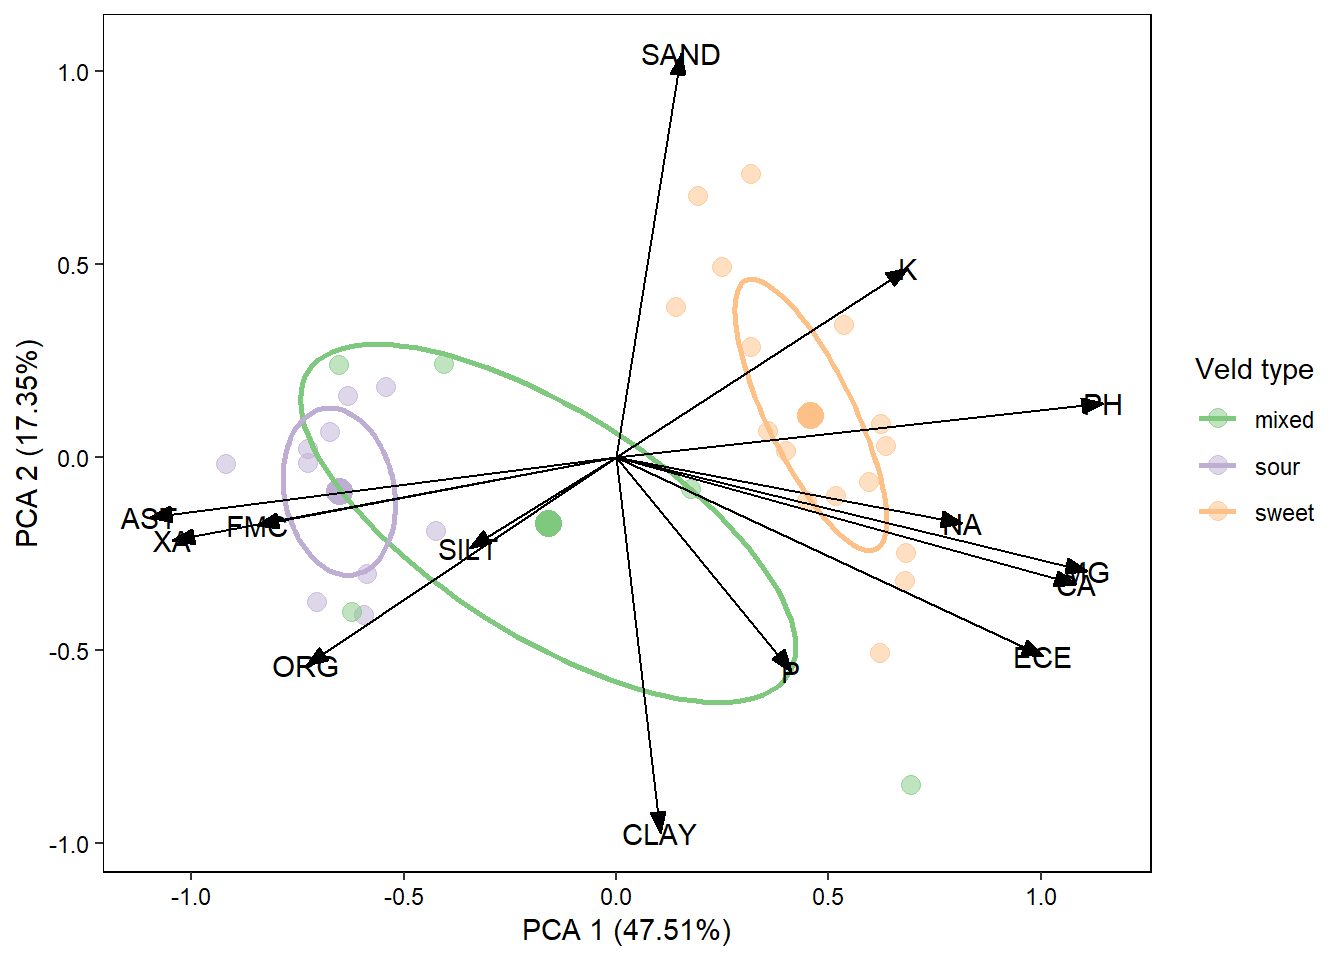 SAND
1.0
K
0.5
Veld type
PH
mixed
0.0
sour
AST
FMC
NA
sweet
XA
SILT
MG
CA
ORG
P
ECE
-0.5
CLAY
-1.0
-1.0
-0.5
0.0
0.5
1.0
PCA 1 (47.51%)
PCA 2 (17.35%)